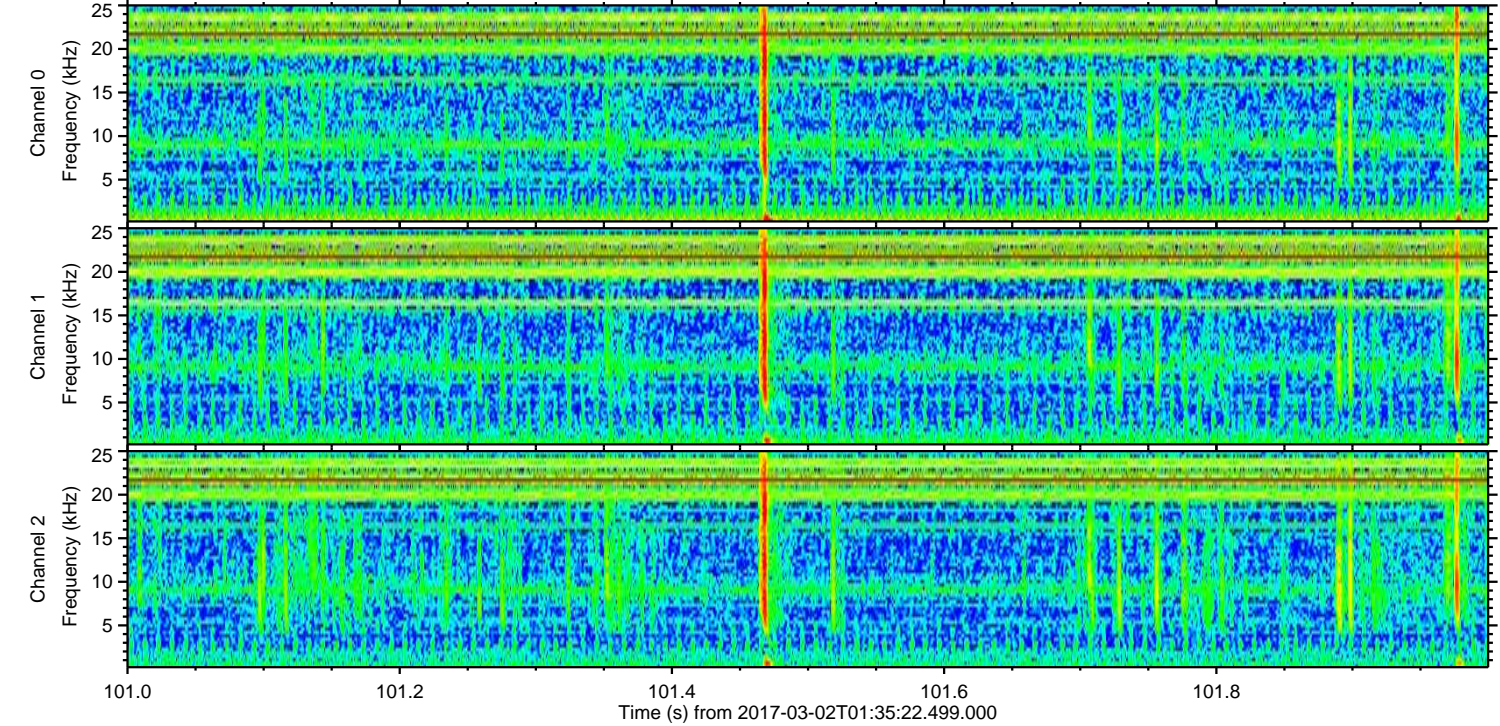 Channel 0
Frequency (kHz)
25
20
15
10
5
Channel 1
Frequency (kHz)
25
20
15
10
5
Channel 2
Frequency (kHz)
25
20
15
10
5
101.0 101.2 101.4 101.6 101.8
Time (s) from 2017-03-02T01:35:22.499.000